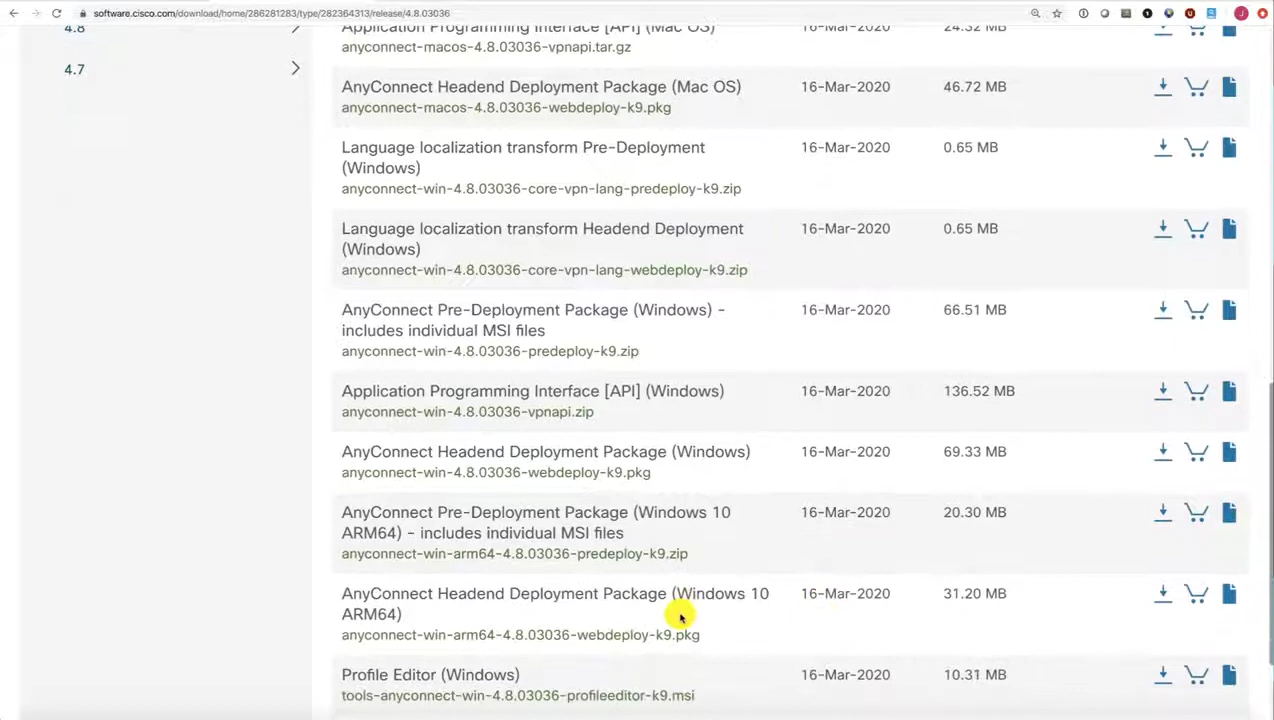 software.cisco.com/download/home/286281283/type/282364313/release/4.8.03036
4.8
4.7
Application Programming Interface [API] (Mac OS) 24.32 MB
anyconnect-macos-4.8.03036-vpnapi.tar.gz
AnyConnect Headend Deployment Package (Mac OS) 16-Mar-2020 46.72 MB
anyconnect-macos-4.8.03036-webdeploy-k9.pkg
Language localization transform Pre-Deployment 16-Mar-2020 0.65 MB
(Windows)
anyconnect-win-4.8.03036-core-vpn-lang-predeploy-k9.zip
Language localization transform Headend Deployment 16-Mar-2020 0.65 MB
(Windows)
anyconnect-win-4.8.03036-core-vpn-lang-webdeploy-k9.zip
AnyConnect Pre-Deployment Package (Windows) - 16-Mar-2020 66.51 MB
includes individual MSI files
anyconnect-win-4.8.03036-predeploy-k9.zip
Application Programming Interface [API] (Windows) 16-Mar-2020 136.52 MB
anyconnect-win-4.8.03036-vpnapi.zip
AnyConnect Headend Deployment Package (Windows) 16-Mar-2020 69.33 MB
anyconnect-win-4.8.03036-webdeploy-k9.pkg
AnyConnect Pre-Deployment Package (Windows 10 16-Mar-2020 20.30 MB
ARM64) - includes individual MSI files
anyconnect-win-arm64-4.8.03036-predeploy-k9.zip
AnyConnect Headend Deployment Package (Windows 10 16-Mar-2020 31.20 MB
ARM64)
anyconnect-win-arm64-4.8.03036-webdeploy-k9.pkg
Profile Editor (Windows) 16-Mar-2020 10.31 MB
tools-anyconnect-win-4.8.03036-profileeditor-k9.msi